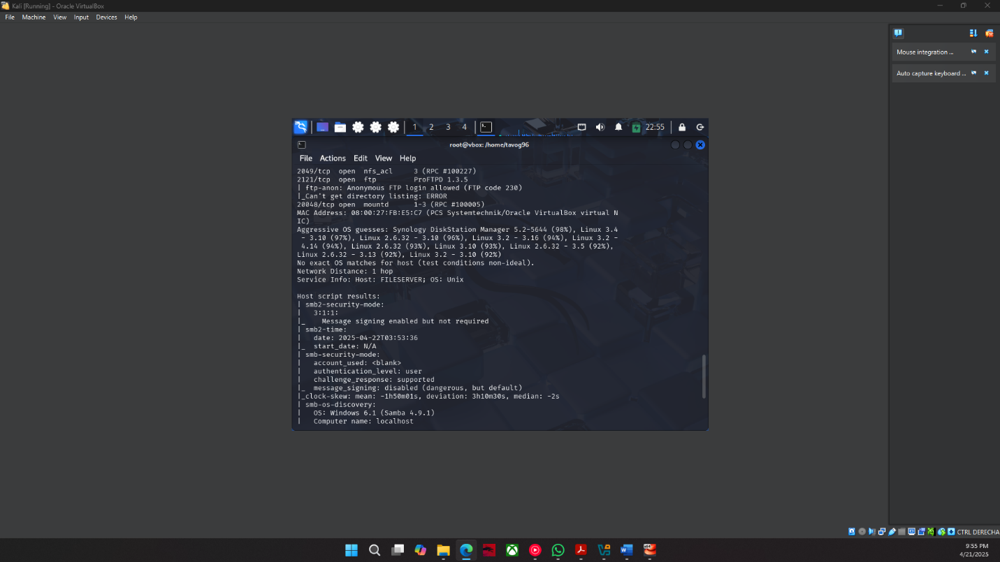 Kali [Running] - Oracle VirtualBox
File Machine View Input Devices Help
Mouse integration ...
Auto capture keyboard ...
1 2 3 4
22:55
root@vbox: /home/tavog96
File Actions Edit View Help
2049/tcp  open  nfs_acl     3 (RPC #100227)
2121/tcp  open  ftp         ProFTPD 1.3.5
| ftp-anon: Anonymous FTP login allowed (FTP code 230)
|_Can't get directory listing: ERROR
20048/tcp open  mountd      1-3 (RPC #100005)
MAC Address: 08:00:27:FB:E5:C7 (PCS Systemtechnik/Oracle VirtualBox virtual N
IC)
Aggressive OS guesses: Synology DiskStation Manager 5.2-5644 (98%), Linux 3.4
 - 3.10 (97%), Linux 2.6.32 - 3.10 (96%), Linux 3.2 - 3.16 (94%), Linux 3.2 -
 4.14 (94%), Linux 2.6.32 (93%), Linux 3.10 (93%), Linux 2.6.32 - 3.5 (92%),
Linux 2.6.32 - 3.13 (92%), Linux 3.2 - 3.10 (92%)
No exact OS matches for host (test conditions non-ideal).
Network Distance: 1 hop
Service Info: Host: FILESERVER; OS: Unix
Host script results:
| smb2-security-mode:
|   3:1:1:
|_    Message signing enabled but not required
| smb2-time:
|   date: 2025-04-22T03:53:36
|_  start_date: N/A
| smb-security-mode:
|   account_used: <blank>
|   authentication_level: user
|   challenge_response: supported
|_  message_signing: disabled (dangerous, but default)
|_clock-skew: mean: -1h50m01s, deviation: 3h10m30s, median: -2s
| smb-os-discovery:
|   OS: Windows 6.1 (Samba 4.9.1)
|   Computer name: localhost
CTRL DERECHA
9:55 PM
4/21/2025